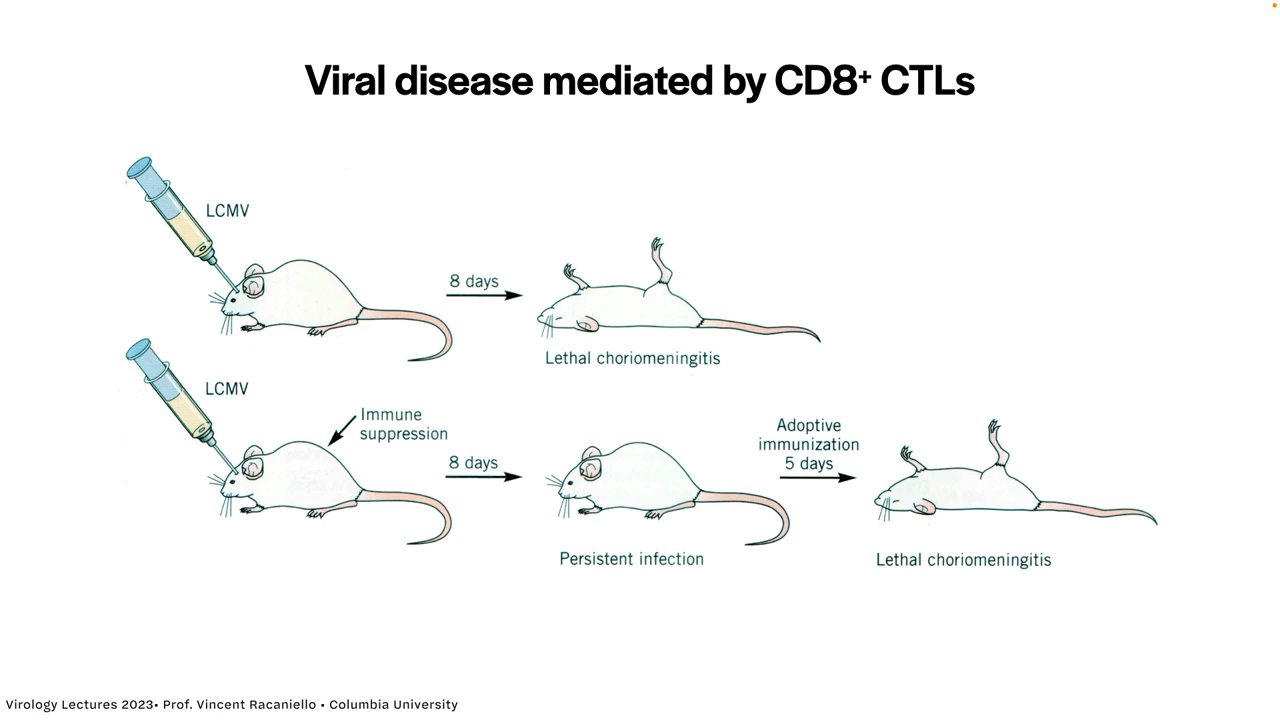 Viral disease mediated by CD8⁺ CTLs
LCMV
8 days
Lethal choriomeningitis
LCMV
Immune
suppression
8 days
Persistent infection
Adoptive
immunization
5 days
Lethal choriomeningitis
Virology Lectures 2023• Prof. Vincent Racaniello • Columbia University